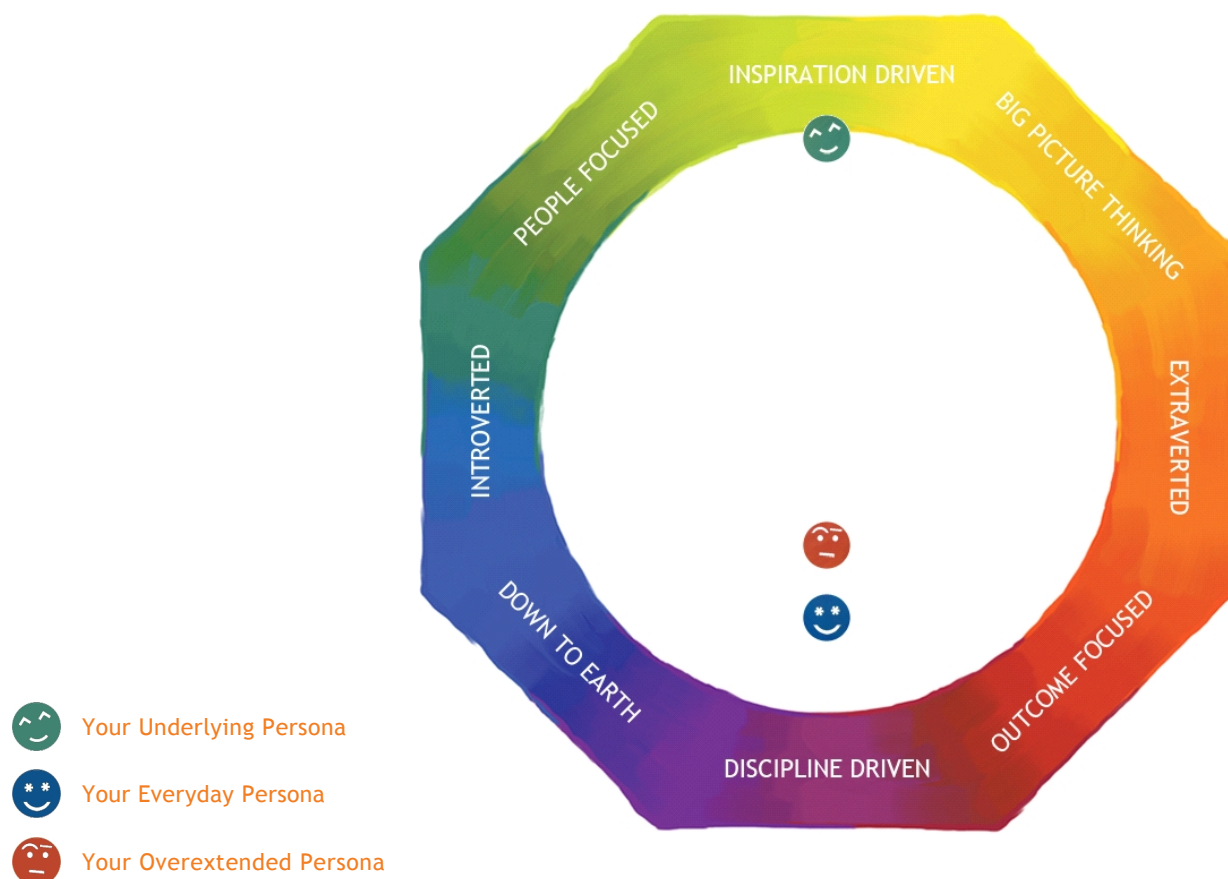 INSPIRATION DRIVEN
BIG PICTURE THINKING
PEOPLE FOCUSED
EXTRAVERTED
INTROVERTED
DOWN TO EARTH
OUTCOME FOCUSED
DISCIPLINE DRIVEN
Your Underlying Persona
Your Everyday Persona
Your Overextended Persona